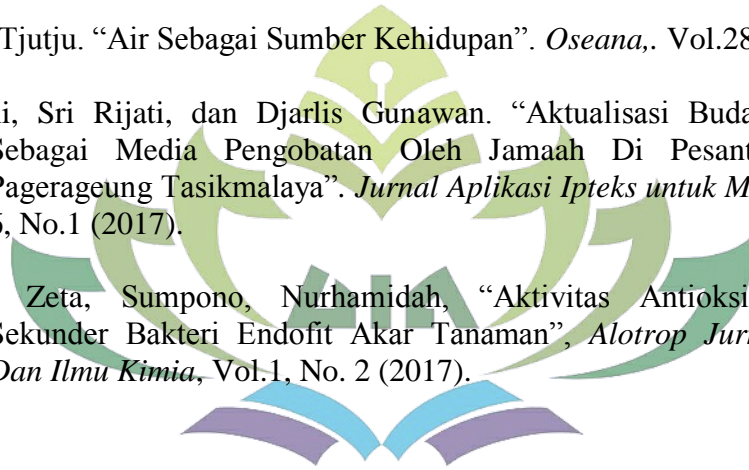 Tjutju. “Air Sebagai Sumber Kehidupan”. Oseana,. Vol.28
Sri Rijati, dan Djarlis Gunawan. “Aktualisasi Buda
Sebagai Media Pengobatan Oleh Jamaah Di Pesant
Pagerageung Tasikmalaya”. Jurnal Aplikasi Ipteks untuk M
, No.1 (2017).
Zeta, Sumpono, Nurhamidah, “Aktivitas Antioksi
Sekunder Bakteri Endofit Akar Tanaman”, Alotrop Jur
Dan Ilmu Kimia, Vol.1, No. 2 (2017).